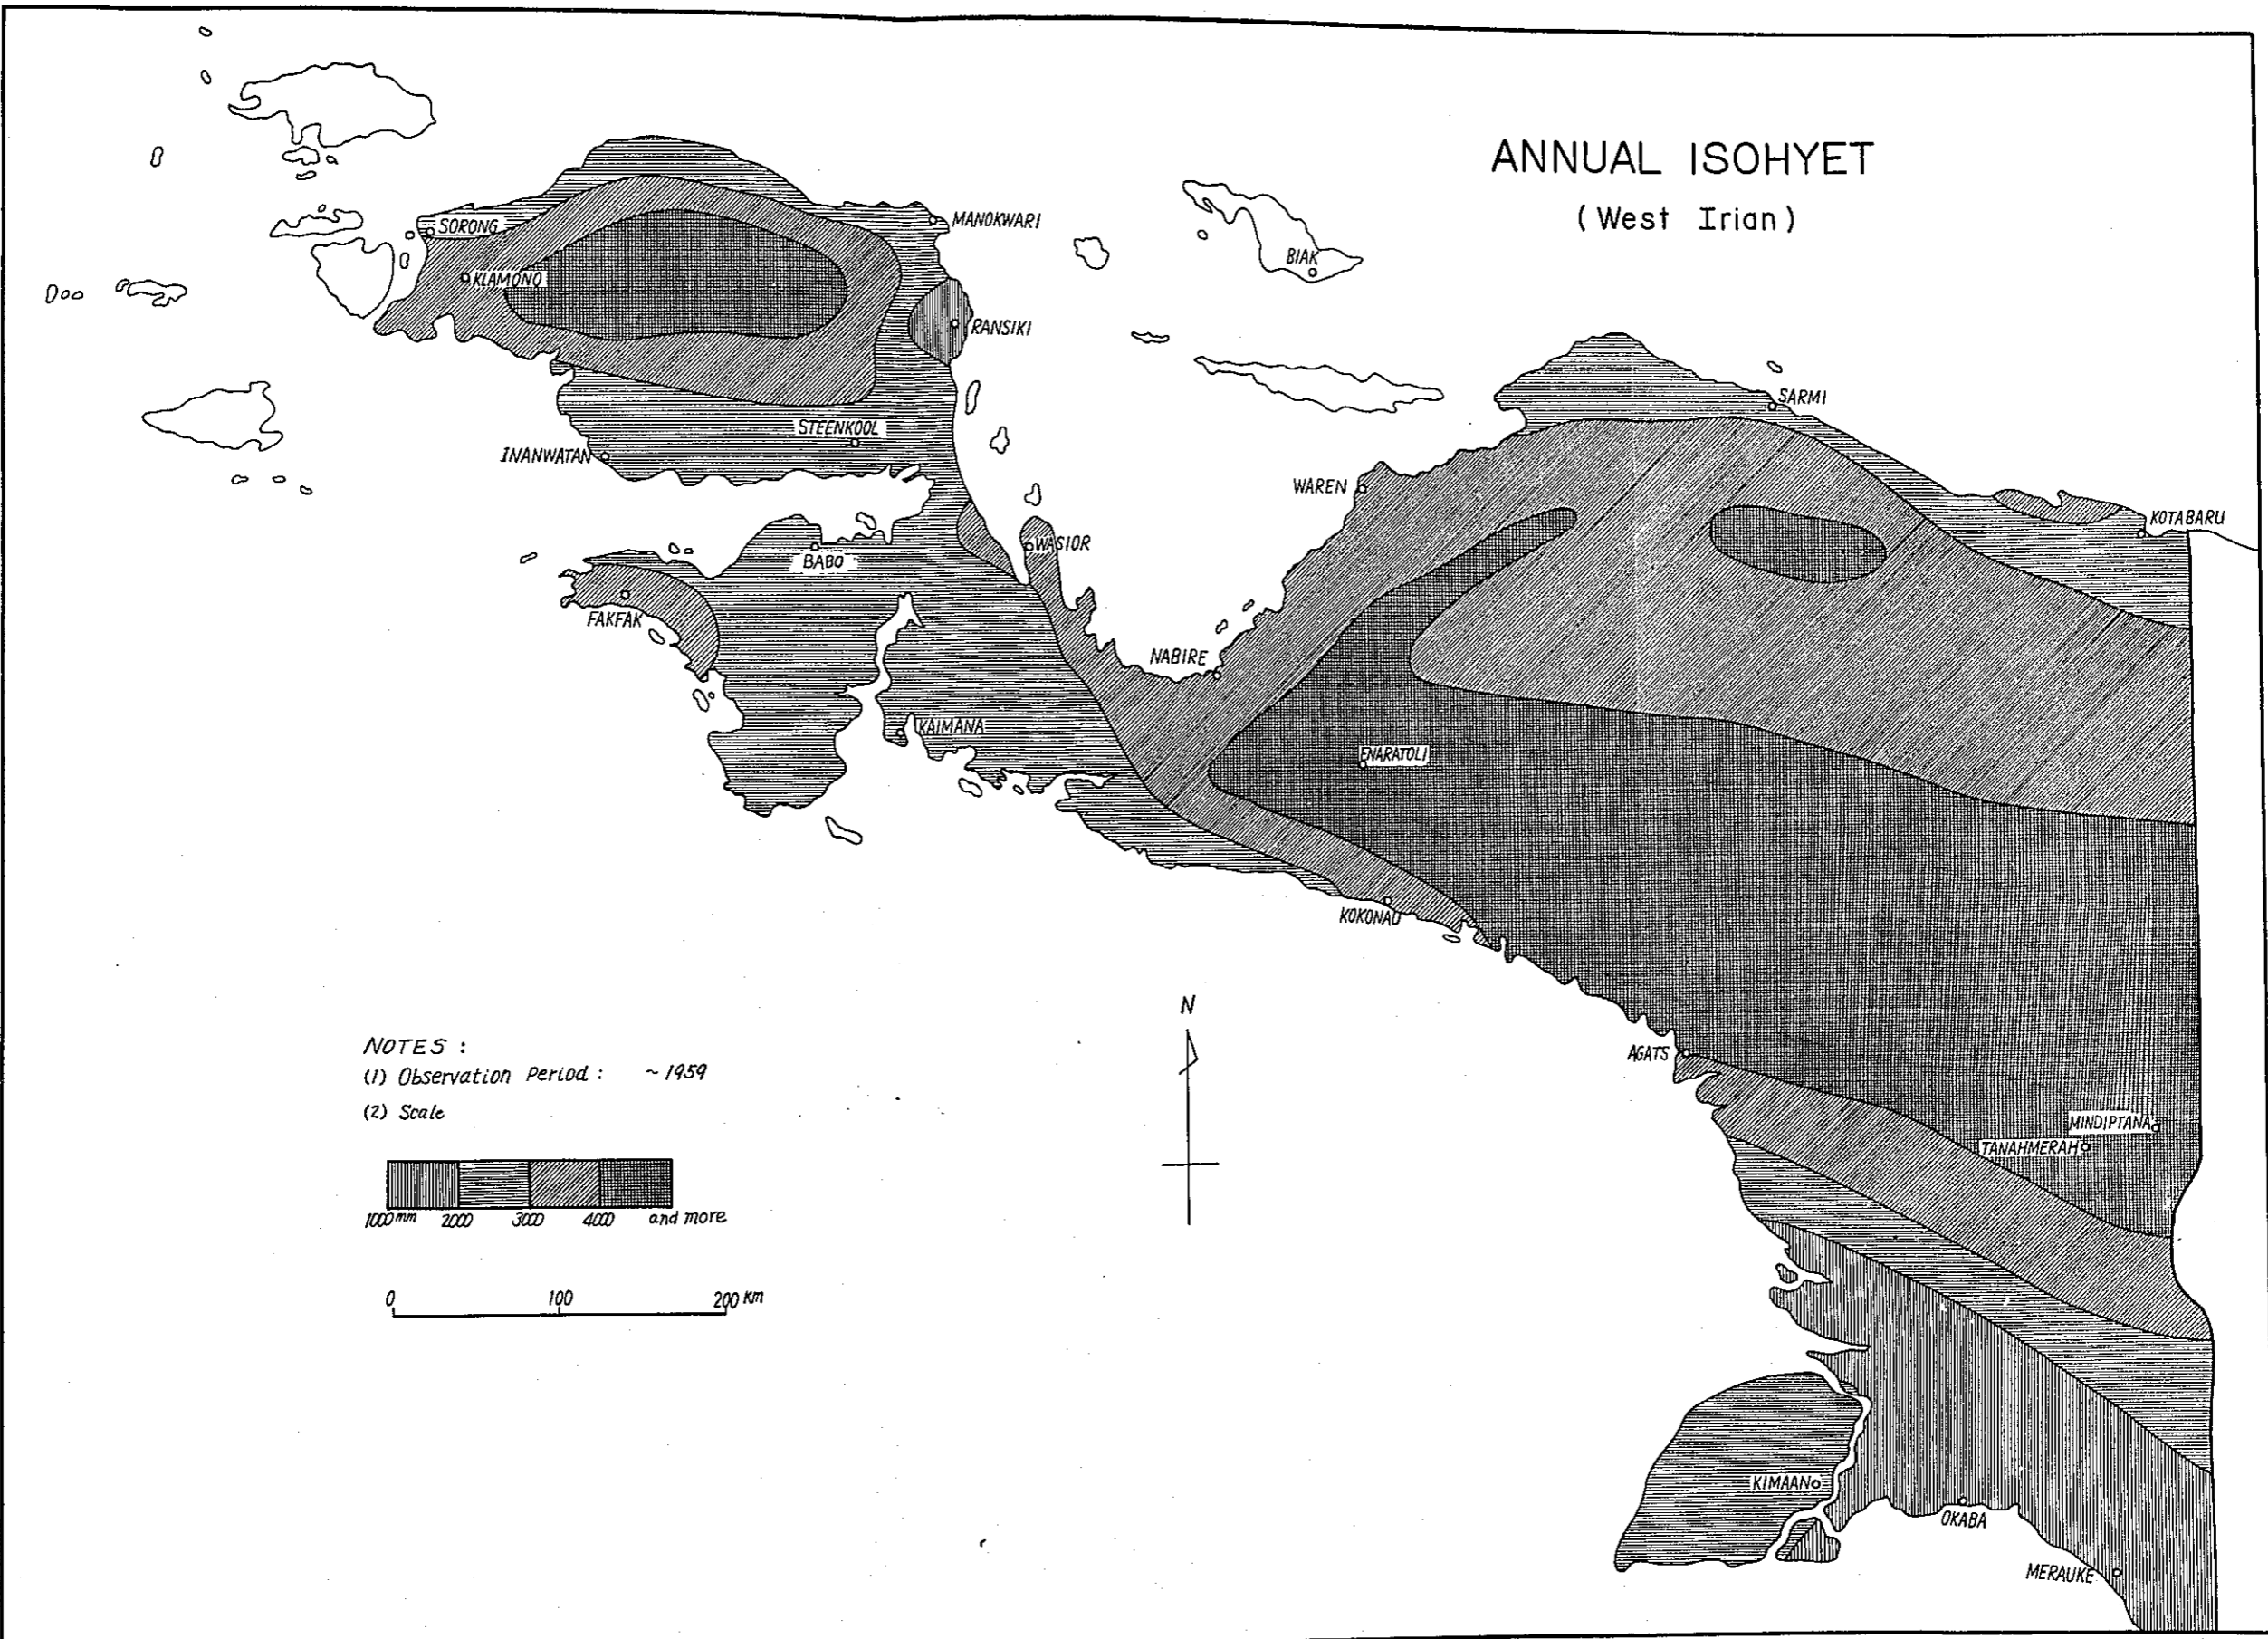 ANNUAL ISOHYET
(West Irian)
SORONG
MANOKWARI
KLAMONO
BIAK
RANSIKI
SARMI
STEENKOOL
INANWATAN
WAREN
KOTABARU
WASIOR
BABO
FAKFAK
NABIRE
KAIMANA
ENARATOLI
KOKONAU
N
AGATS
NOTES :
(1) Observation Period : ~ 1959
(2) Scale
MINDIPTANA
TANAHMERAH
1000 mm 2000 3000 4000 and more
0 100 200 Km
KIMAAN
OKABA
MERAUKE